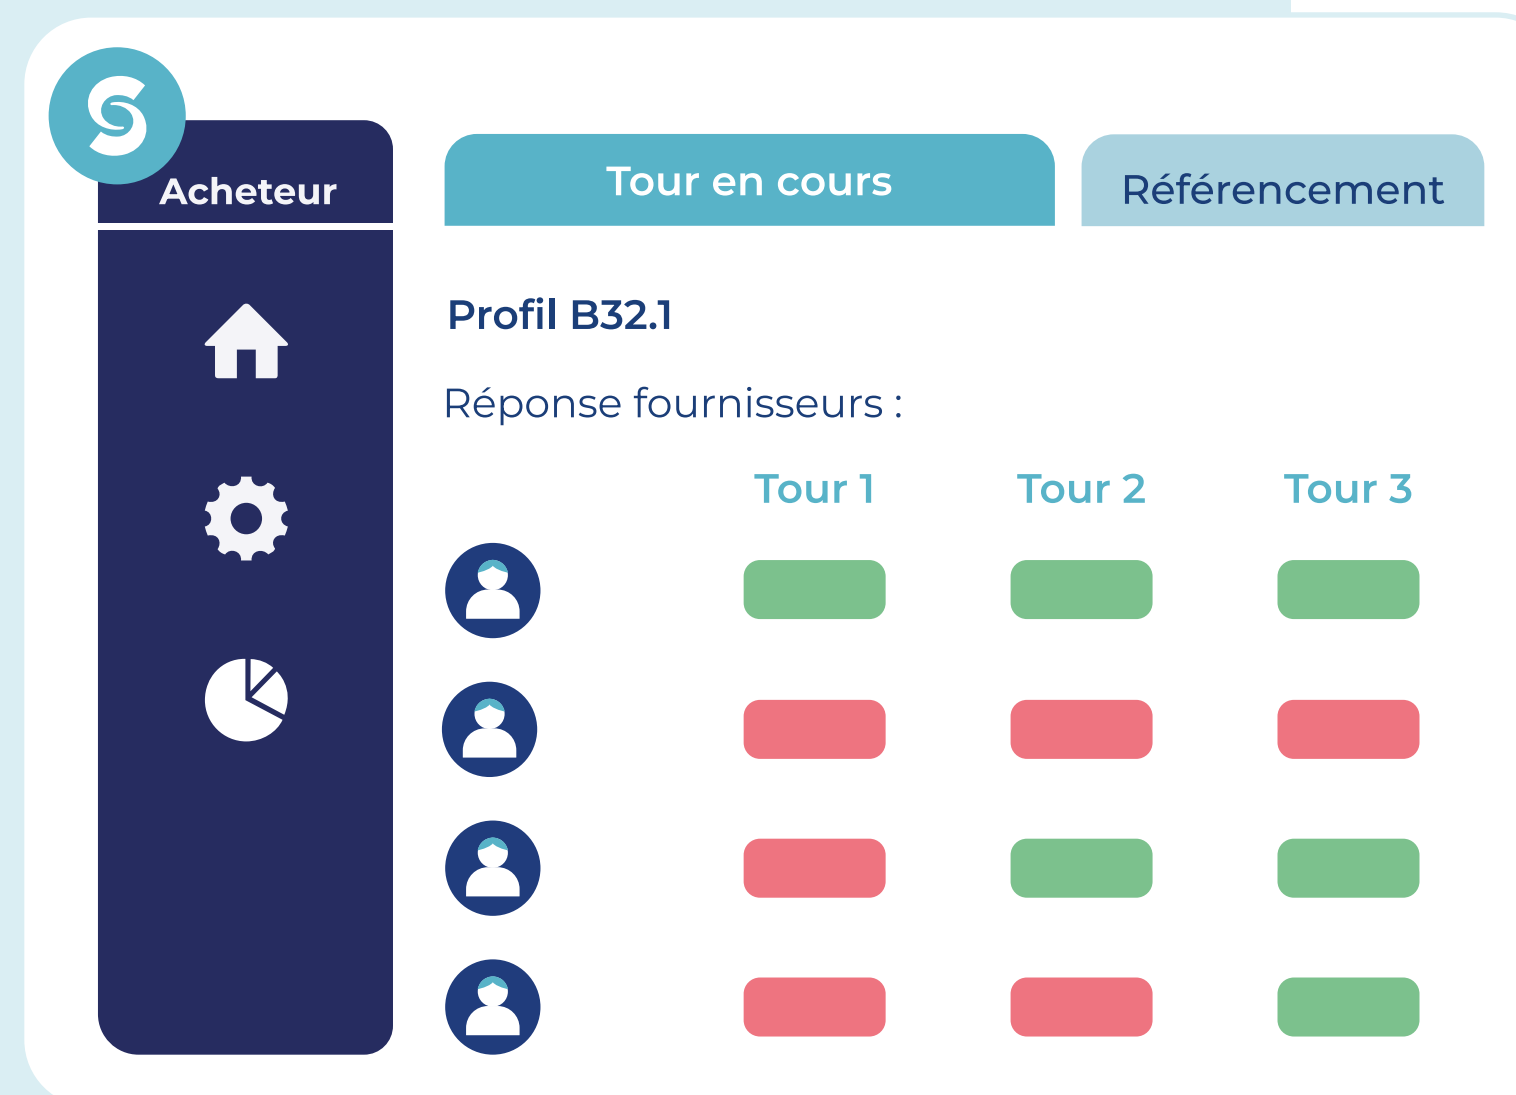 S
Acheteur
Tour en cours
Référencement
Profil B32.1
Réponse fournisseurs :
Tour 1 Tour 2 Tour 3